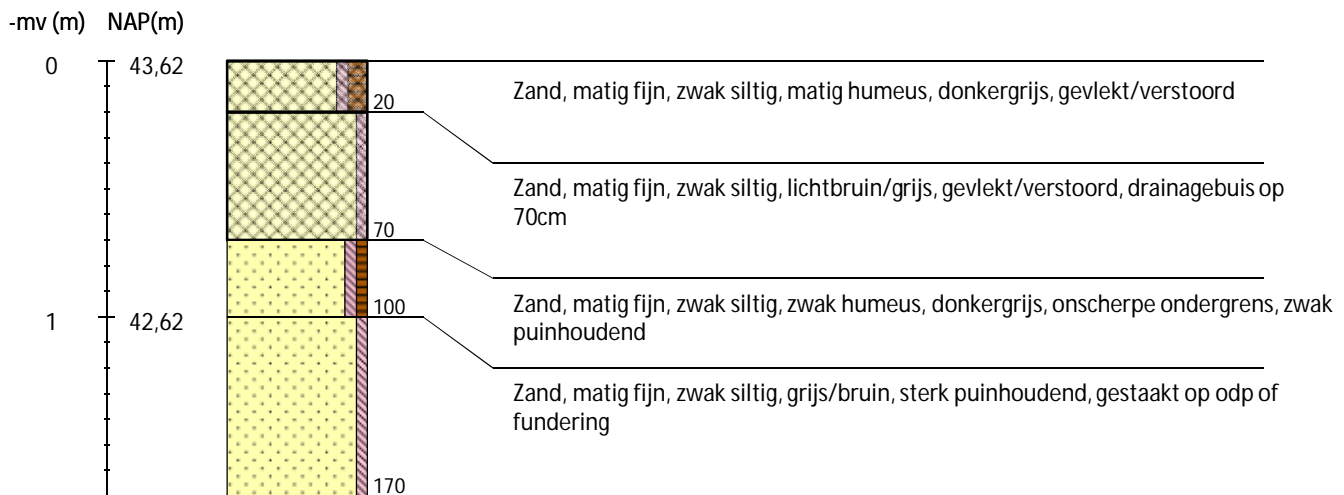 -mv (m) NAP(m)
0 43,62
Zand, matig fijn, zwak siltig, matig humeus, donkergrijs, gevlekt/verstoord
20
Zand, matig fijn, zwak siltig, lichtbruin/grijs, gevlekt/verstoord, drainagebuis op
70cm
70
Zand, matig fijn, zwak siltig, zwak humeus, donkergrijs, onscherpe ondergrens, zwak
puinhoudend
100
1 42,62
Zand, matig fijn, zwak siltig, grijs/bruin, sterk puinhoudend, gestaakt op odp of
fundering
170